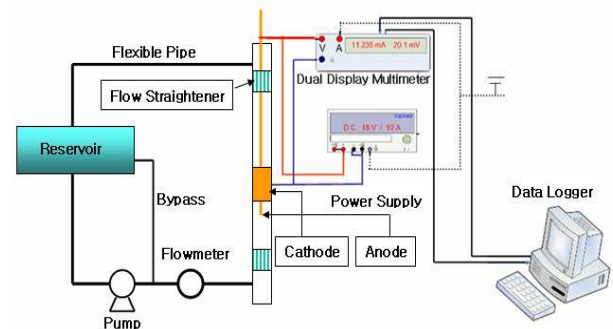 Flexible Pipe
V A 11.235 mA 20.1 mV
Dual Display Multimeter
Flow Straightener
D.C. 18 V / 10 A
Reservoir
Bypass
Power Supply
Data Logger
Flowmeter
Cathode
Anode
Pump